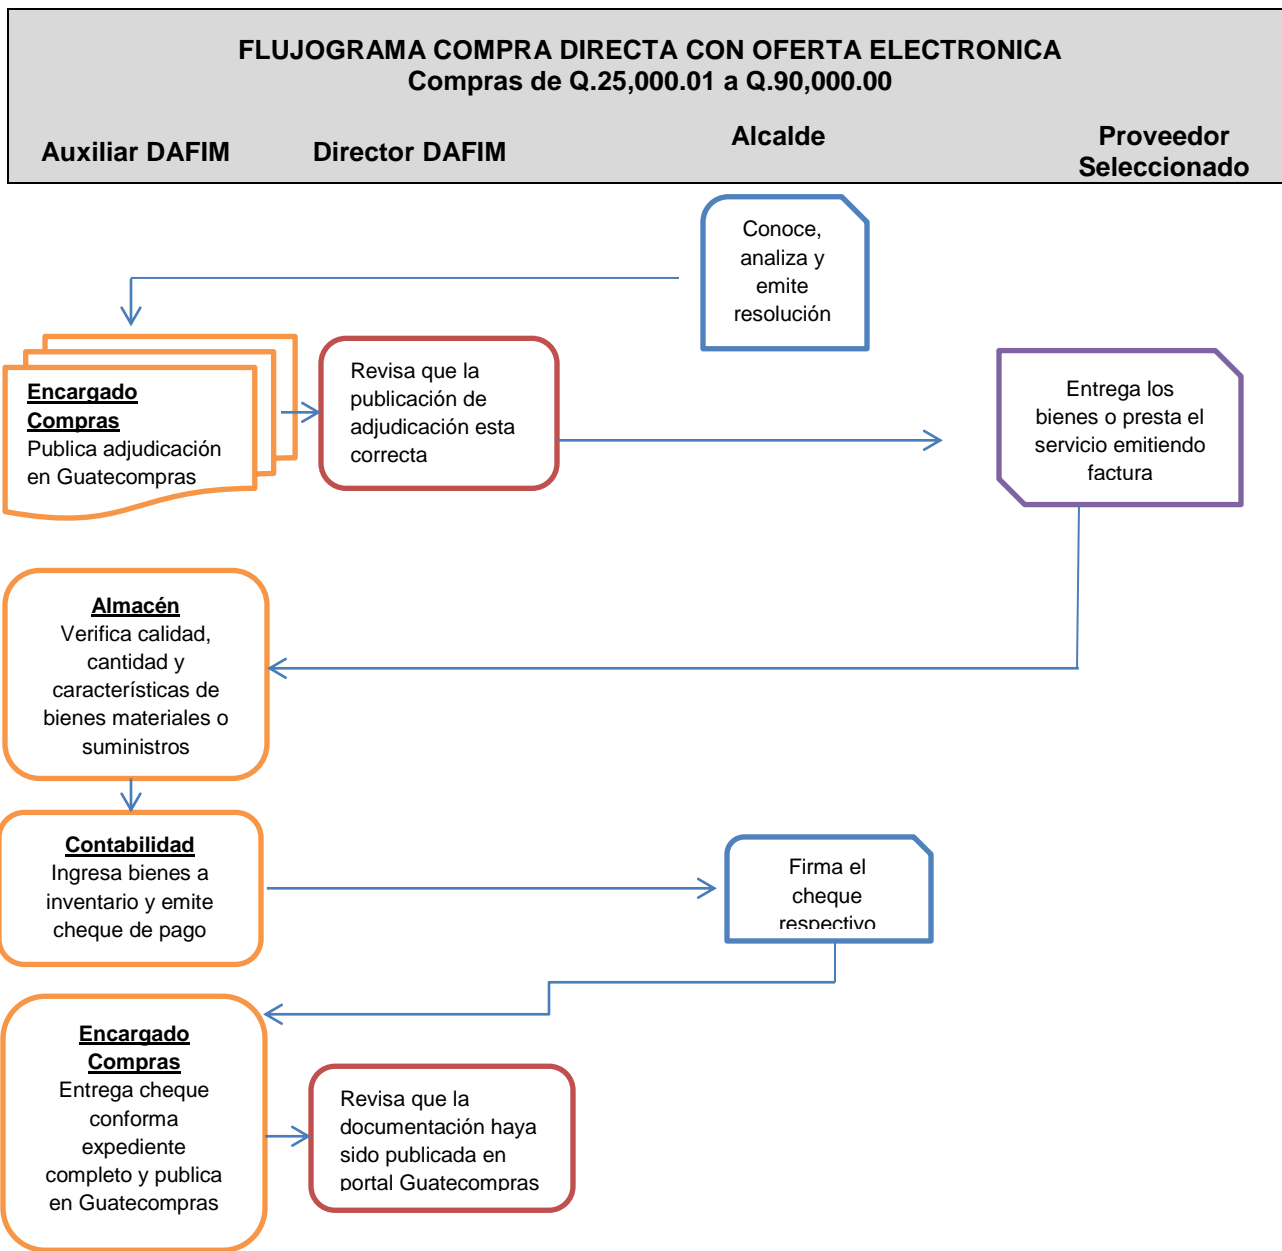 FLUJOGRAMA COMPRA DIRECTA CON OFERTA ELECTRONICA
Compras de Q.25,000.01 a Q.90,000.00
Auxiliar DAFIM
Director DAFIM
Alcalde
Proveedor
Seleccionado
Conoce,
analiza y
emite
resolución
Encargado
Compras
Publica adjudicación
en Guatecompras
Revisa que la
publicación de
adjudicación esta
correcta
Entrega los
bienes o presta el
servicio emitiendo
factura
Almacén
Verifica calidad,
cantidad y
características de
bienes materiales o
suministros
Contabilidad
Ingresa bienes a
inventario y emite
cheque de pago
Firma el
cheque
respectivo
Encargado
Compras
Entrega cheque
conforma
expediente
completo y publica
en Guatecompras
Revisa que la
documentación haya
sido publicada en
portal Guatecompras